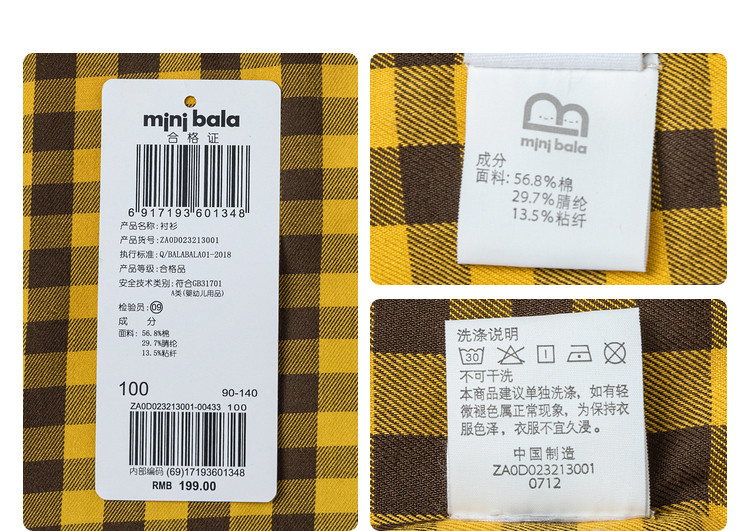 mini bala
合格证
6 917193 601348
产品名称:衬衫
产品货号:ZA0D023213001
执行标准:Q/BALABALA01-2018
产品等级:合格品
安全技术类别:符合GB31701
A类(婴幼儿用品)
检验员:09
成 分
面料: 56.8%棉
29.7%腈纶
13.5%粘纤
100 90-140
ZA0D023213001-00433 100
内部编码 (69)17193601348
RMB 199.00
mini bala
成分
面料: 56.8%棉
29.7%腈纶
13.5%粘纤
洗涤说明
30
不可干洗
本商品建议单独洗涤，如有轻
微褪色属正常现象，为保持衣
服色泽，衣服不宜久浸。
中国制造
ZA0D023213001
0712